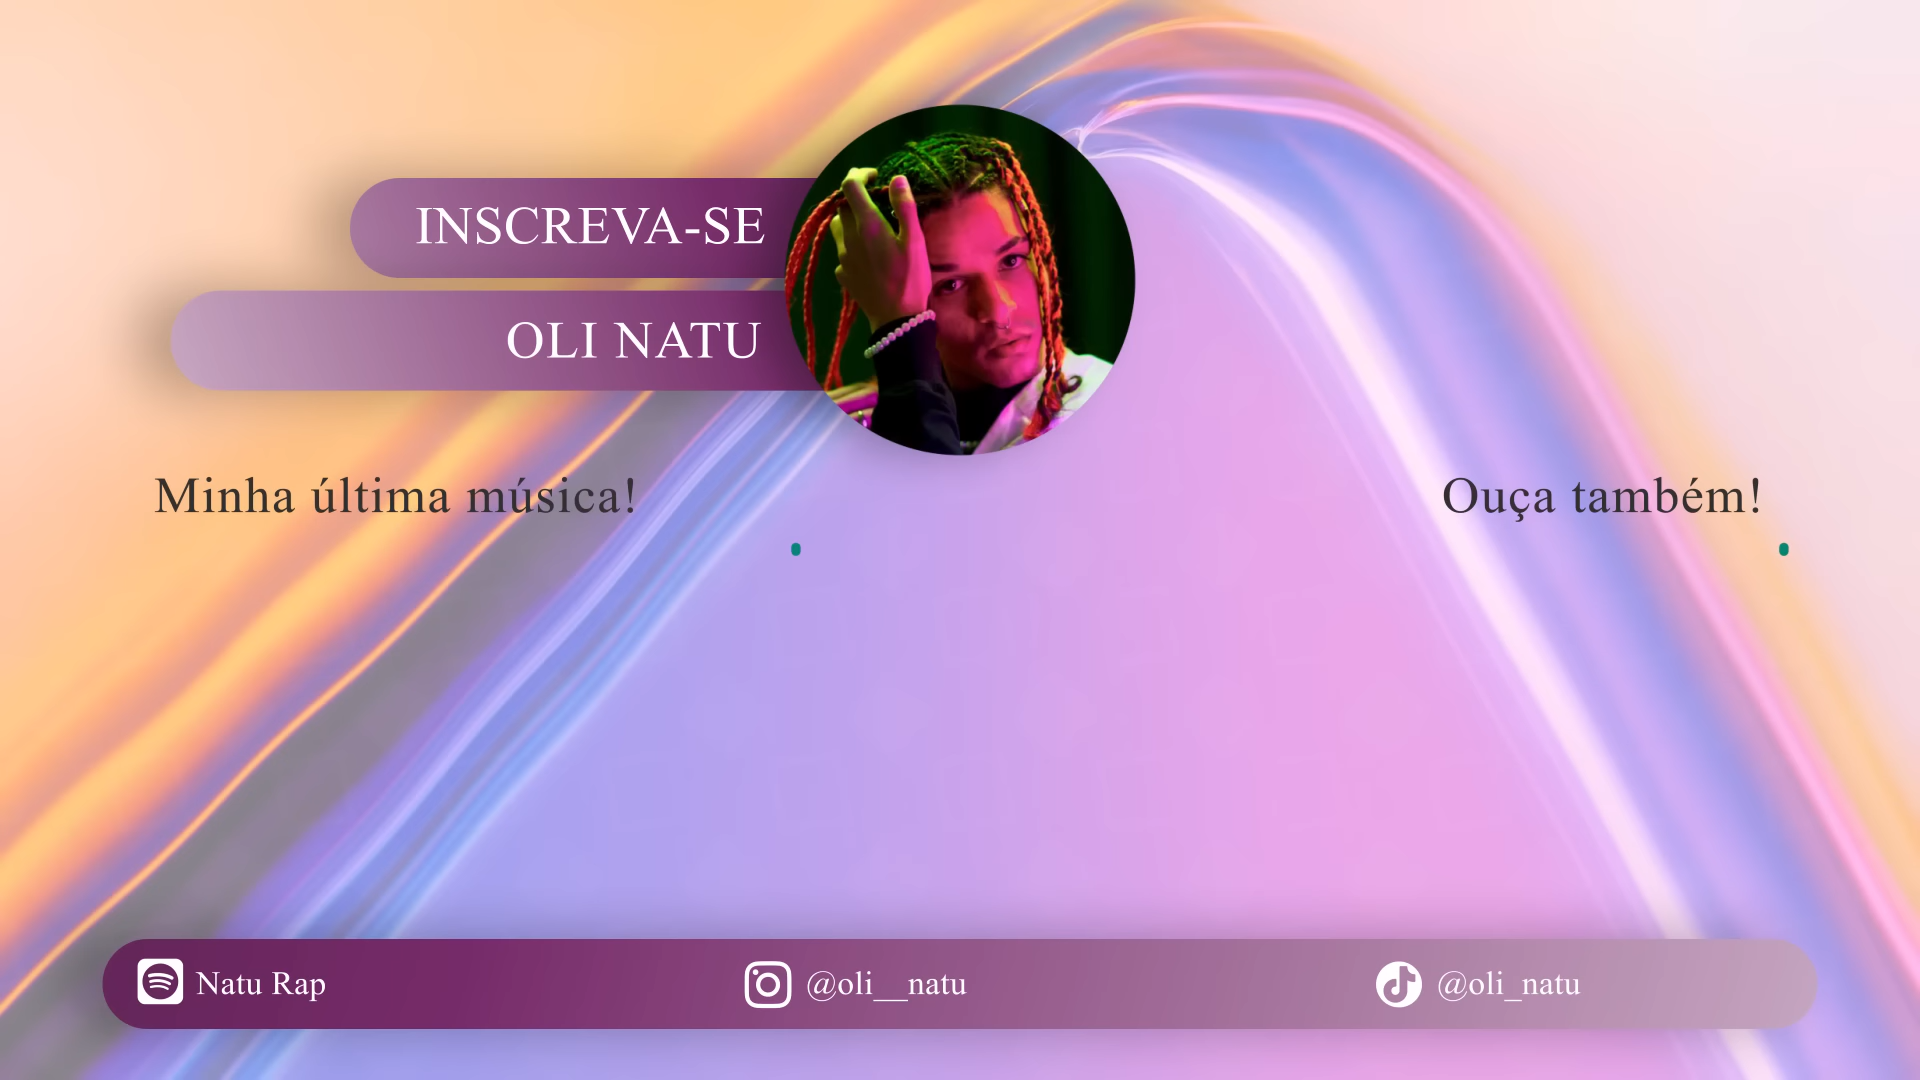 INSCREVA-SE
OLI NATU
Minha última música!
Ouça também!
Natu Rap
@oli__natu
@oli_natu